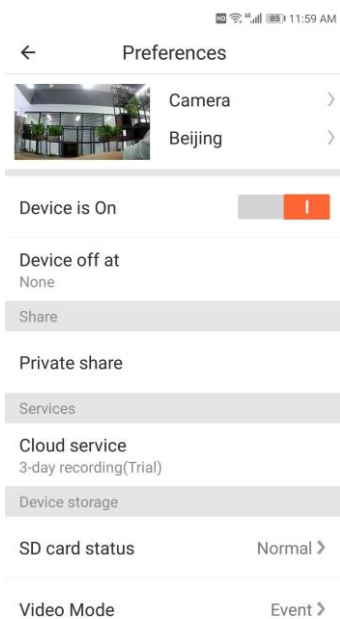 11:59 AM
Preferences
Camera
Beijing
Device is On
Device off at
None
Share
Private share
Services
Cloud service
3-day recording(Trial)
Device storage
SD card status Normal
Video Mode Event